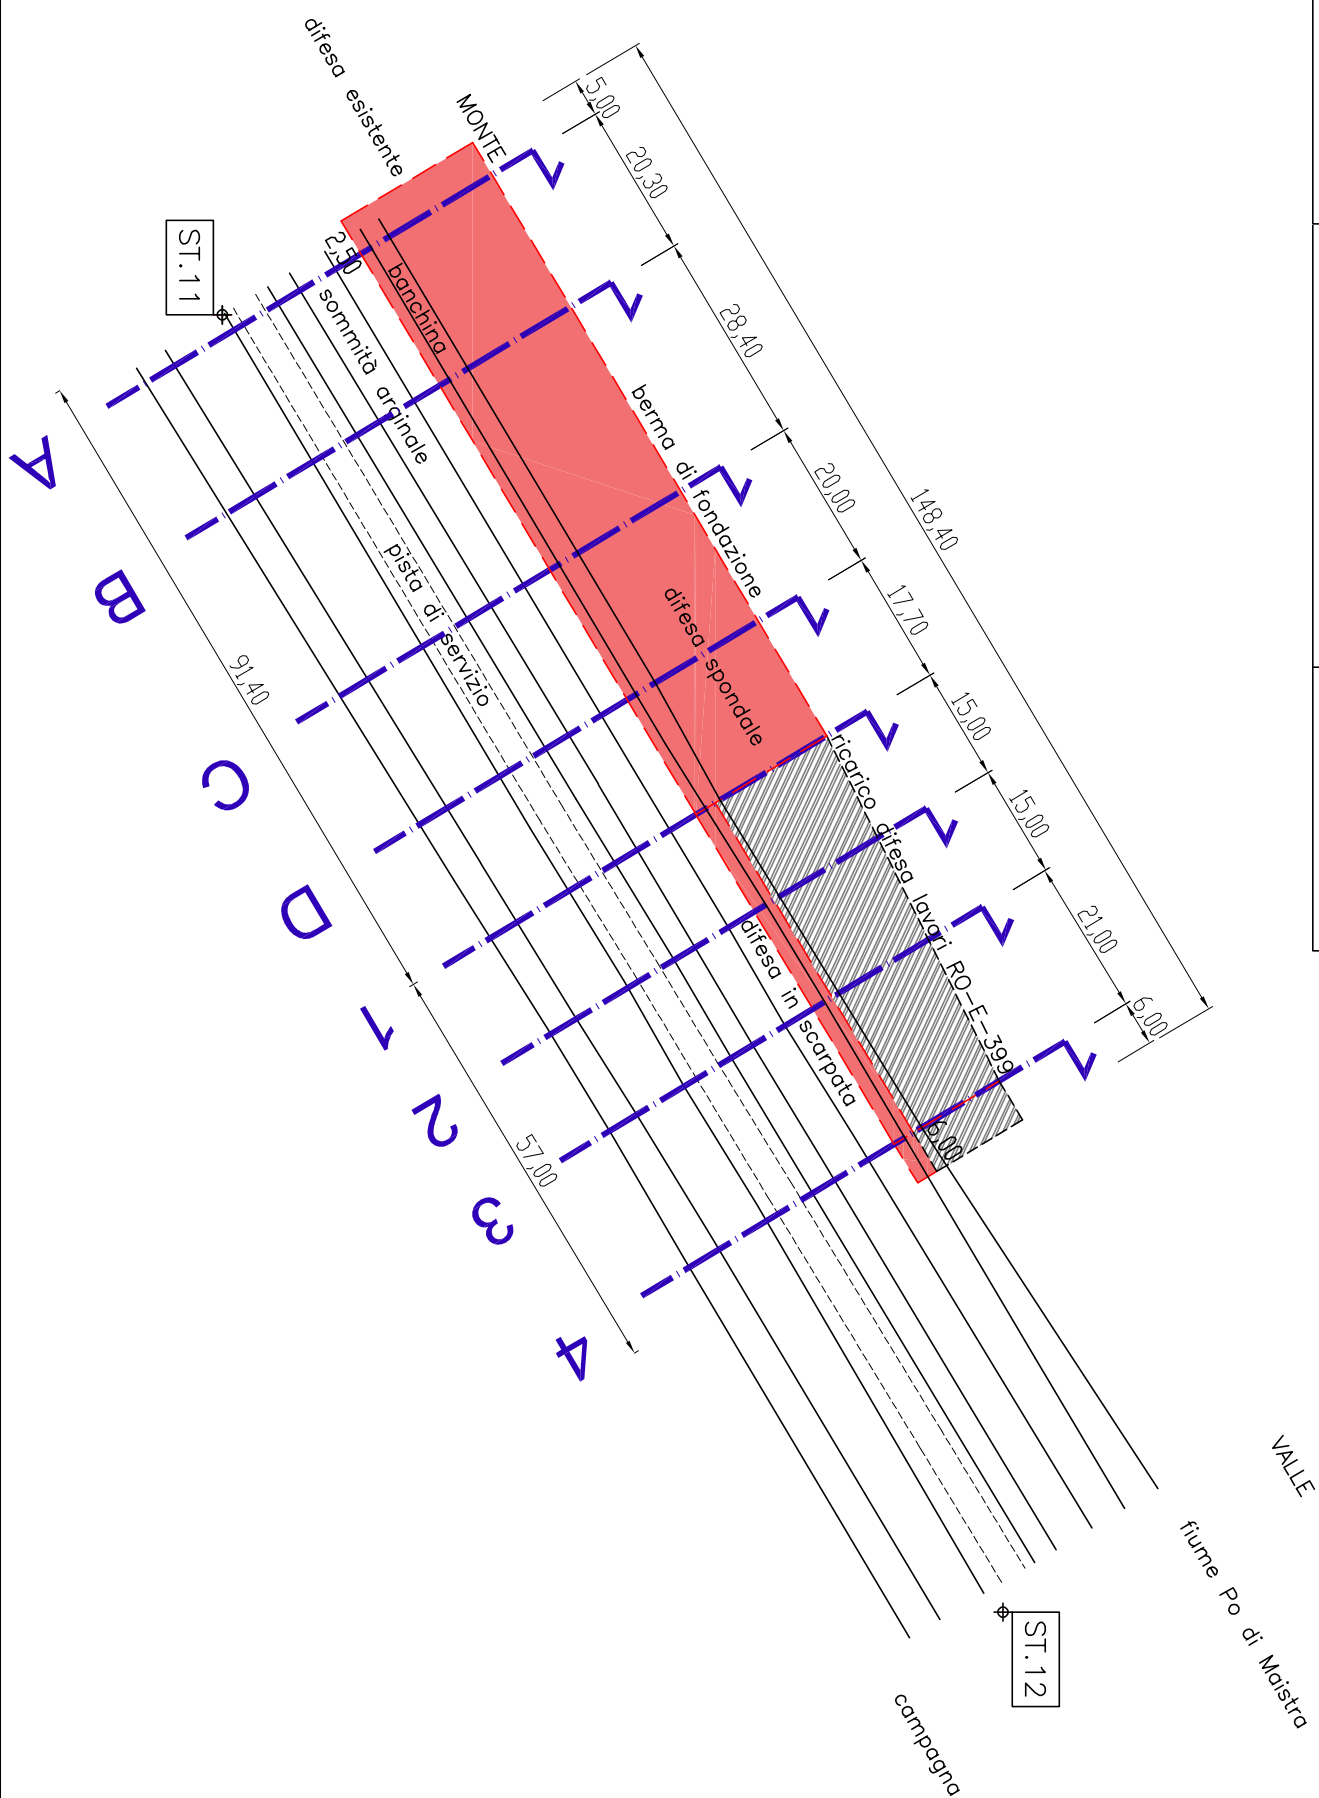 difesa esistente
MONTE
5,00
20,30
28,40
20,00
17,70
15,00
15,00
21,00
6,00
148,40
ST.11
2,50
banchina
sommità arginale
berma di fondazione
difesa spondale
pista di servizio
ricarico difesa lavori RO-E-399
difesa in scarpata
6,00
A
B
C
D
1
2
3
4
91,40
57,00
VALLE
fiume Po di Maistra
ST.12
campagna